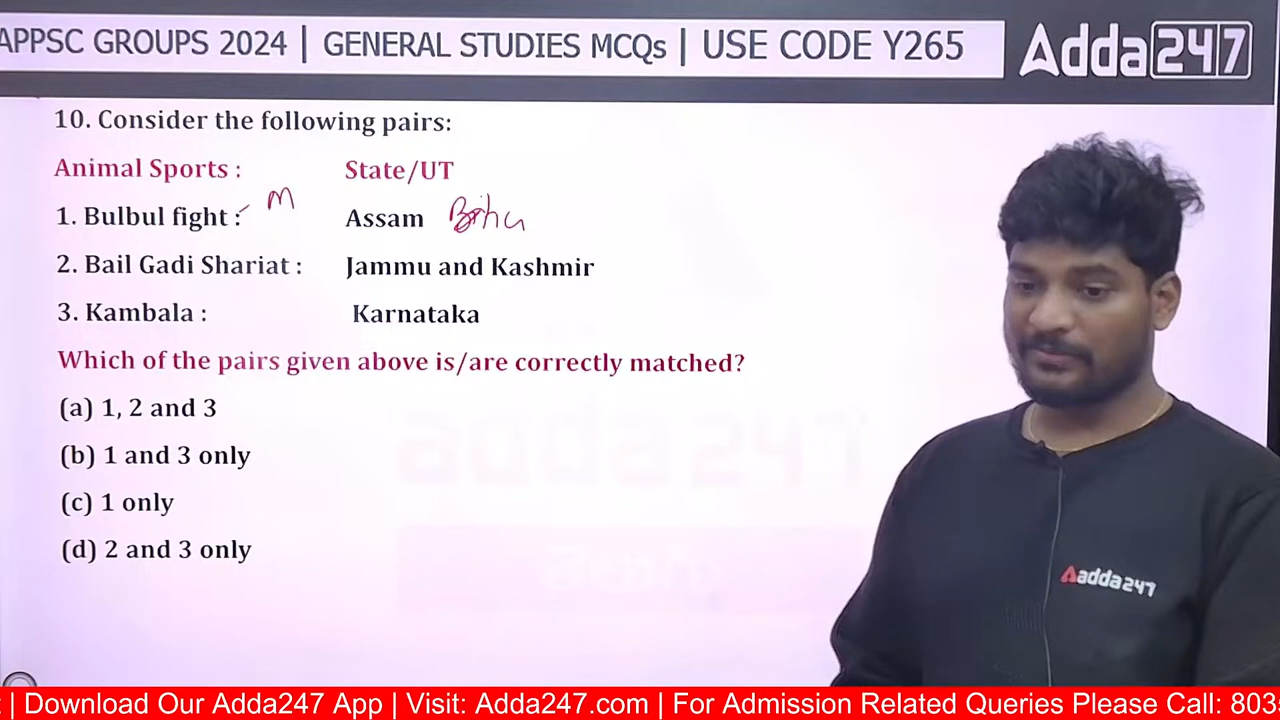 APPSC GROUPS 2024 | GENERAL STUDIES MCQs | USE CODE Y265
Adda247
10. Consider the following pairs:
Animal Sports : State/UT
1. Bulbul fight : M Assam
2. Bail Gadi Shariat : Jammu and Kashmir
3. Kambala : Karnataka
Which of the pairs given above is/are correctly matched?
(a) 1, 2 and 3
(b) 1 and 3 only
(c) 1 only
(d) 2 and 3 only
adda247
adda247
| Download Our Adda247 App | Visit: Adda247.com | For Admission Related Queries Please Call: 803